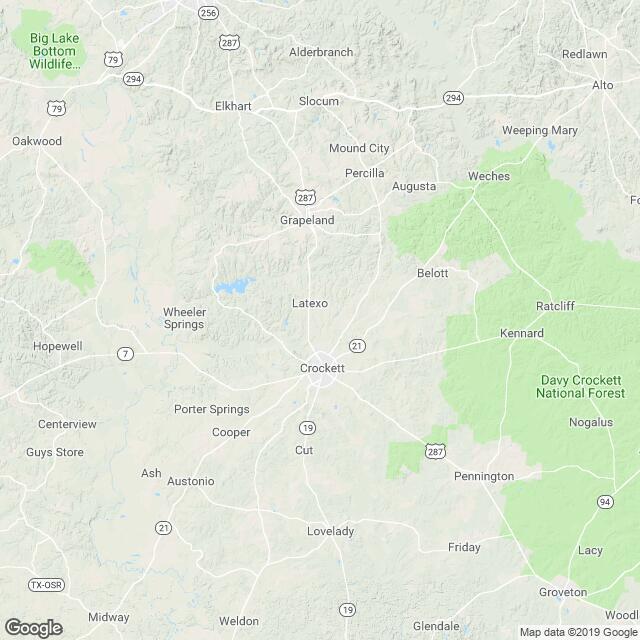 256
Big Lake
Bottom
Wildlife...
287
Alderbranch
79
294
Redlawn
Elkhart
Slocum
294
Alto
79
Oakwood
Weeping Mary
Mound City
Percilla
Weches
Augusta
287
Fo
Grapeland
Belott
Latexo
Ratcliff
Wheeler
Springs
Kennard
21
Hopewell
7
Crockett
Davy Crockett
National Forest
Porter Springs
Centerview
Nogalus
19
Cooper
Guys Store
Cut
287
Ash
Pennington
Austonio
94
21
Lovelady
Friday
Lacy
TX-OSR
Groveton
Midway
19
Woodl
Weldon
Glendale
Google
Map data ©2019 Google